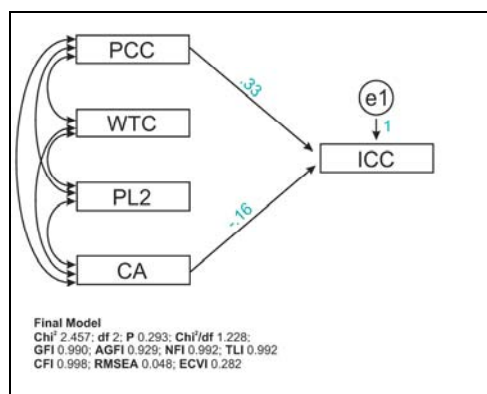 PCC
.33
e1
WTC
1
ICC
PL2
-.16
CA
Final Model
Chi² 2.457; df 2; P 0.293; Chi²/df 1.228;
GFI 0.990; AGFI 0.929; NFI 0.992; TLI 0.992
CFI 0.998; RMSEA 0.048; ECVI 0.282